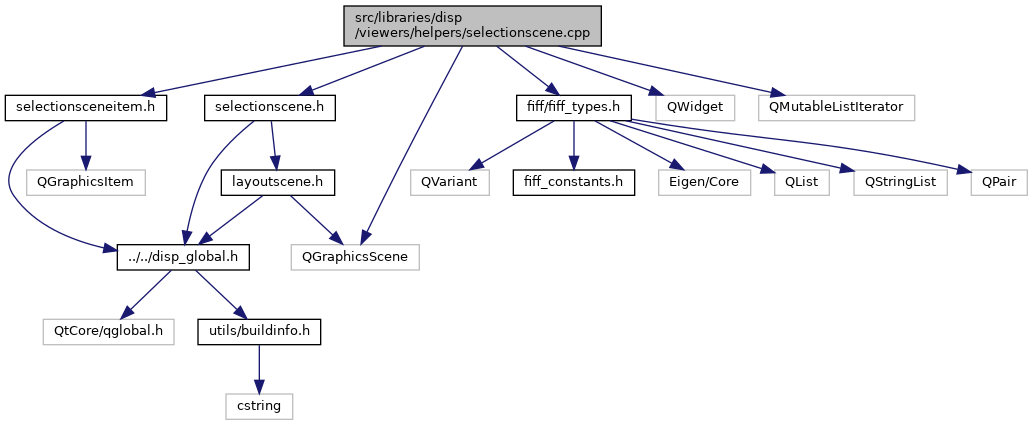 src/libraries/disp
/viewers/helpers/selectionscene.cpp
selectionsceneitem.h
selectionscene.h
fiff/fiff_types.h
QWidget
QMutableListIterator
QGraphicsItem
layoutscene.h
QVariant
fiff_constants.h
Eigen/Core
QList
QStringList
QPair
../../disp_global.h
QGraphicsScene
QtCore/qglobal.h
utils/buildinfo.h
cstring